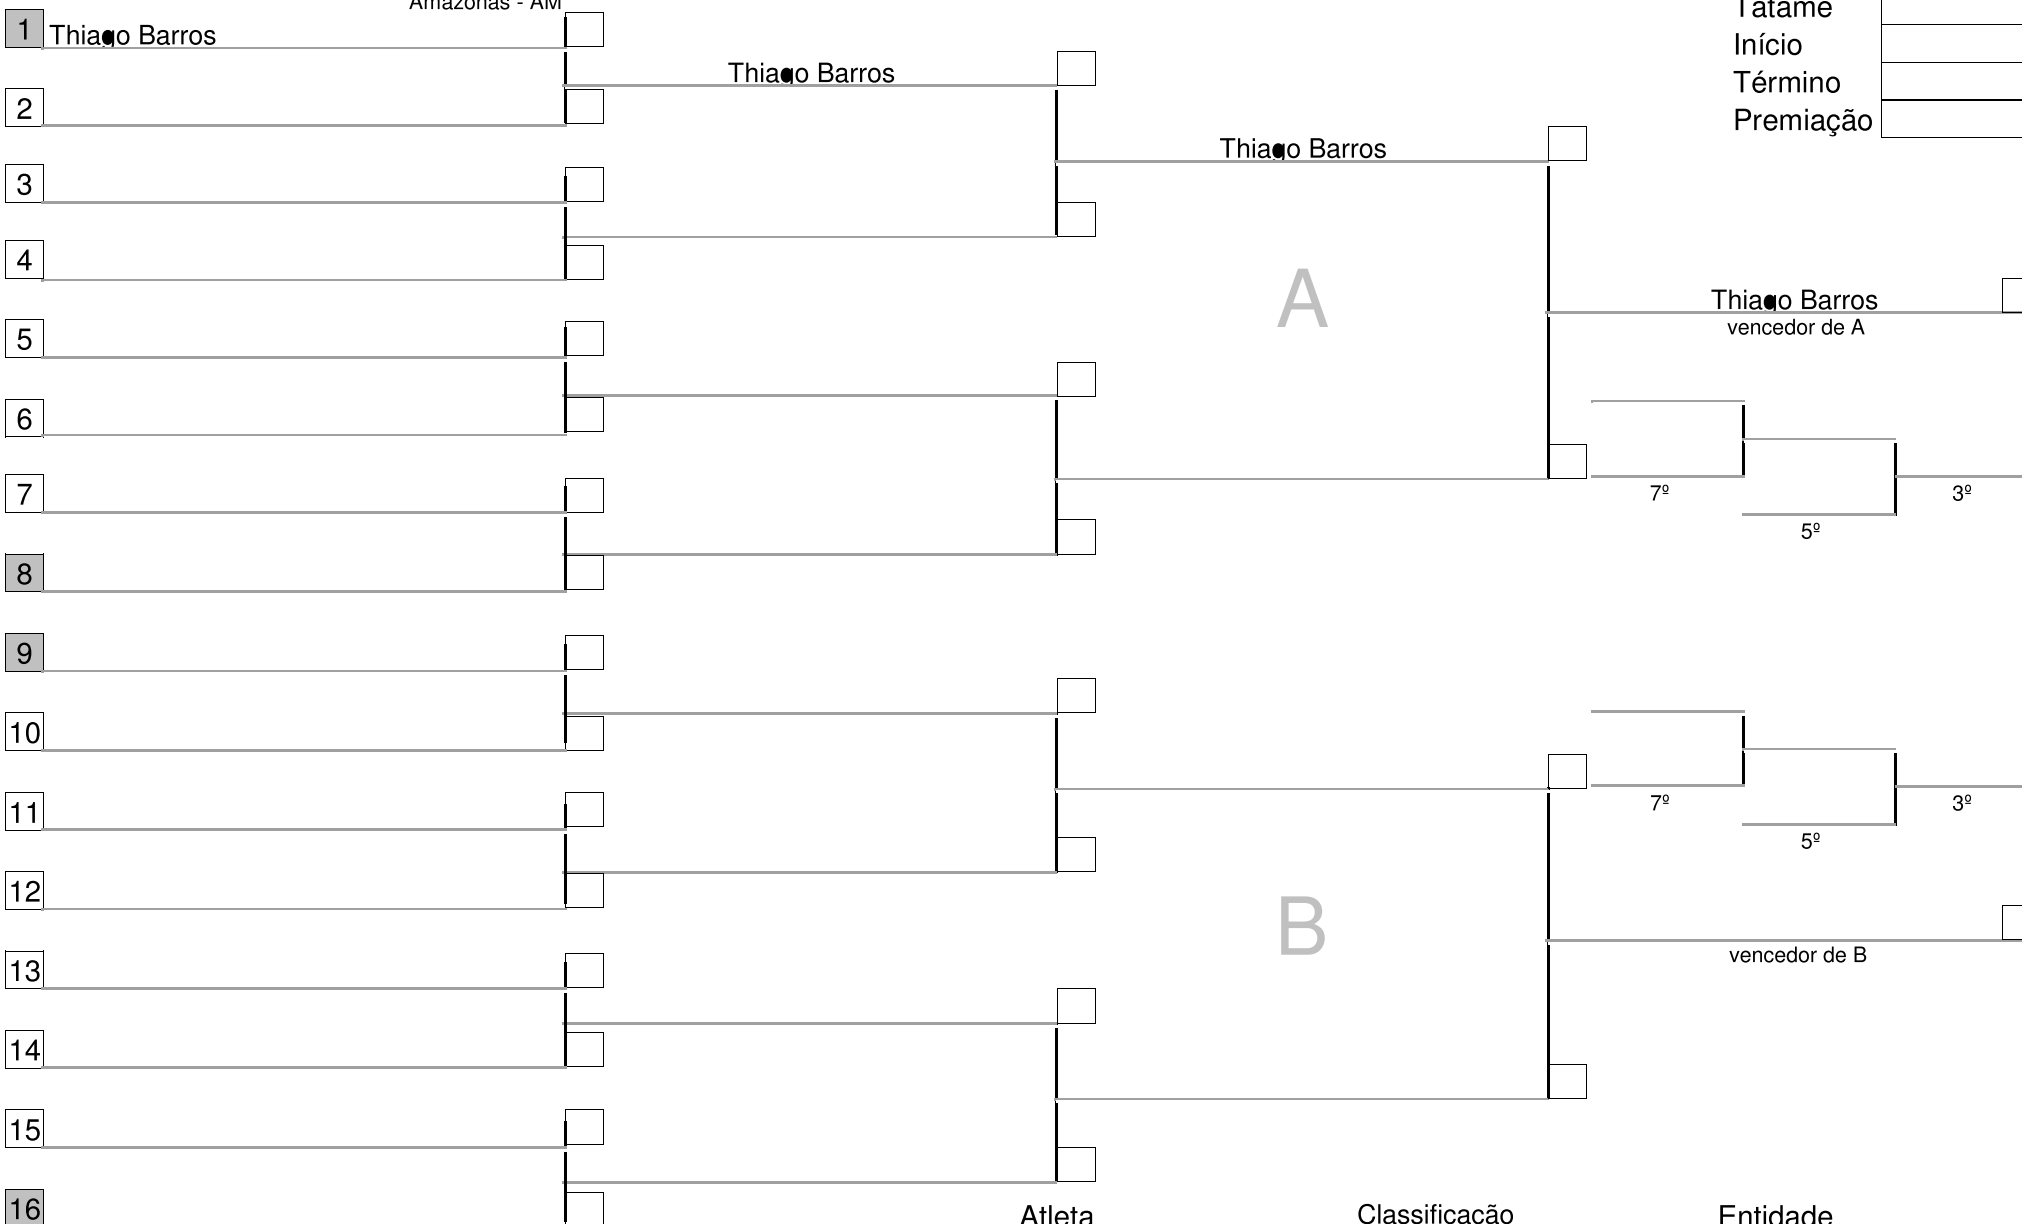 Amazonas - AM
1 Thiago Barros
2
3
4
5
6
7
8
9
10
11
12
13
14
15
16
Thiago Barros
Thiago Barros
A
B
Tatame
Início
Término
Premiação
Thiago Barros
vencedor de A
7º
5º
3º
7º
5º
3º
vencedor de B
Atleta Classificação Entidade